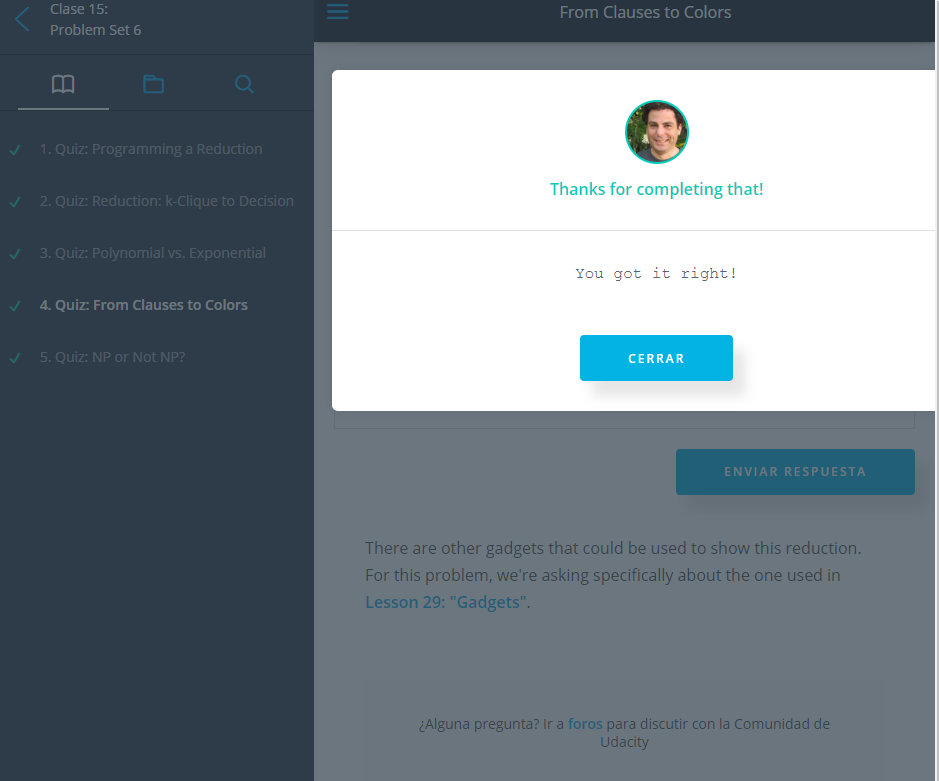 Clase 15:
Problem Set 6
1. Quiz: Programming a Reduction
2. Quiz: Reduction: k-Clique to Decision
3. Quiz: Polynomial vs. Exponential
4. Quiz: From Clauses to Colors
5. Quiz: NP or Not NP?
From Clauses to Colors
Thanks for completing that!
You got it right!
CERRAR
ENVIAR RESPUESTA
There are other gadgets that could be used to show this reduction.
For this problem, we're asking specifically about the one used in
Lesson 29: "Gadgets".
¿Alguna pregunta? Ir a foros para discutir con la Comunidad de
Udacity